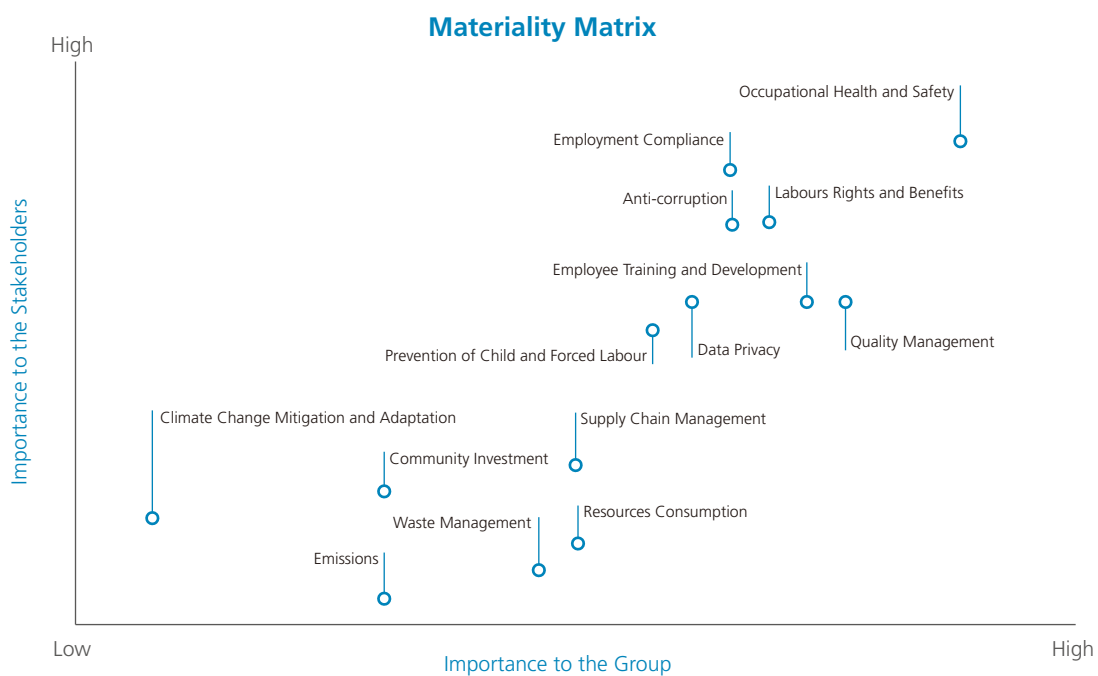 Materiality Matrix
High
Occupational Health and Safety
Employment Compliance
Anti-corruption
Labours Rights and Benefits
Employee Training and Development
Quality Management
Data Privacy
Prevention of Child and Forced Labour
Climate Change Mitigation and Adaptation
Supply Chain Management
Community Investment
Resources Consumption
Waste Management
Emissions
Importance to the Stakeholders
Low
High
Importance to the Group